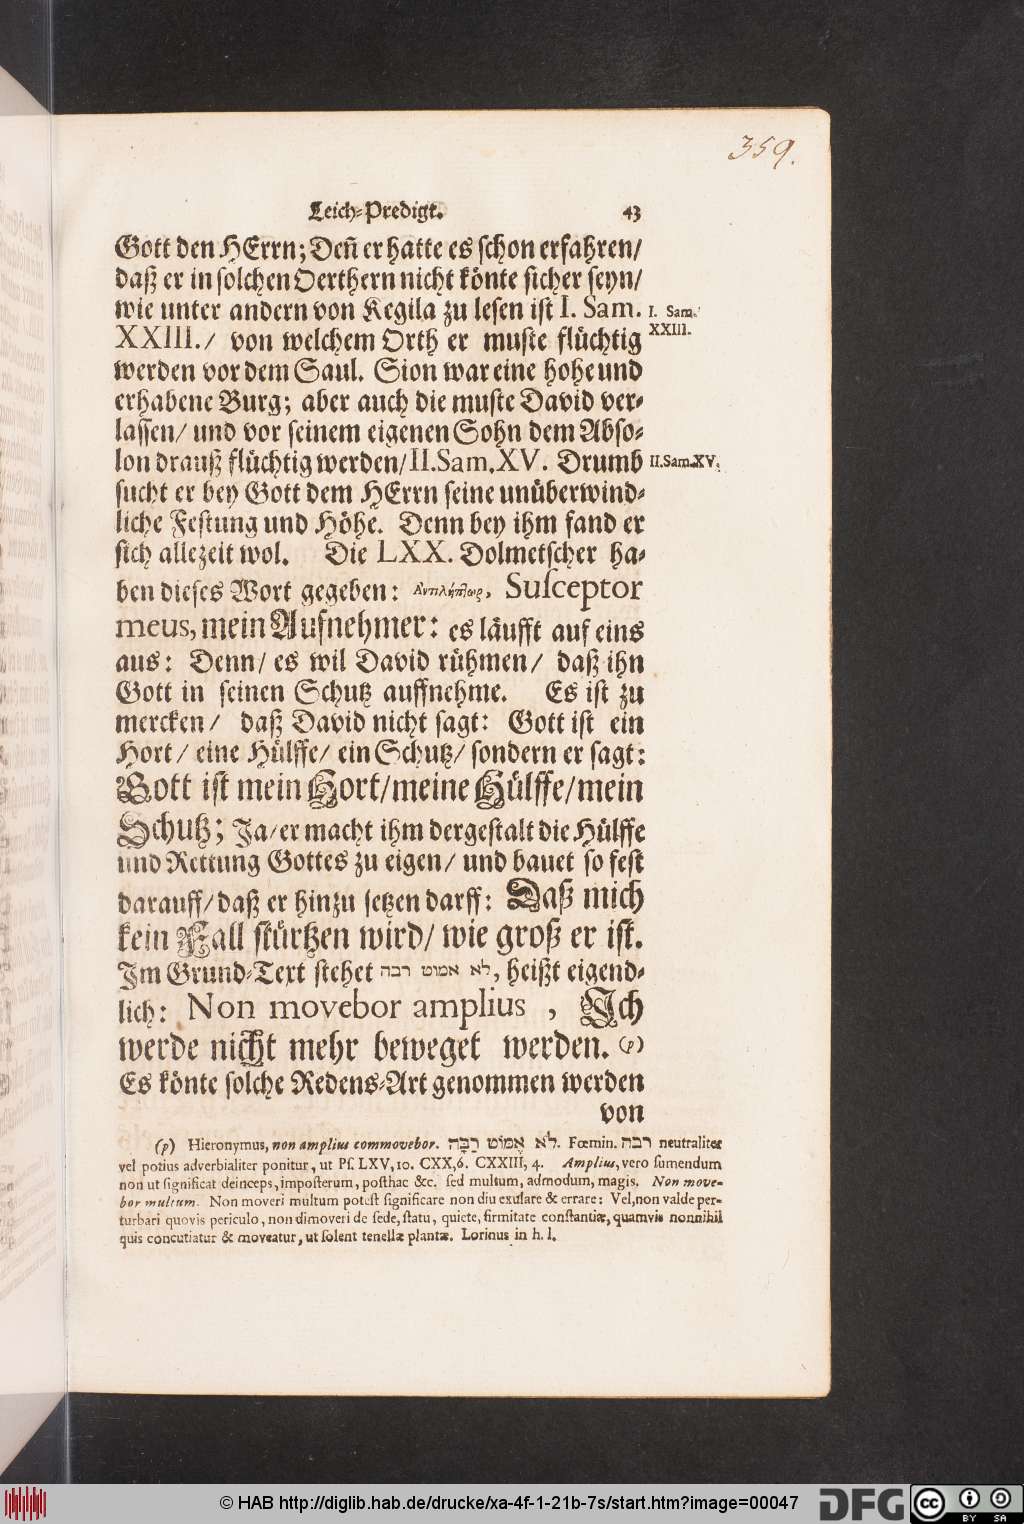 359.
Leich-Predigt. 43
Gott den HErrn; Deñ er hatte es schon erfahren/
daß er in solchen Oerthern nicht könte sicher seyn/
wie unter andern von Kegila zu lesen ist I. Sam.
I. Sam.
XXIII./ von welchem Orth er muste flüchtig
XXIII.
werden vor dem Saul. Sion war eine hohe und
erhabene Burg; aber auch die muste David ver-
lassen/ und vor seinem eigenen Sohn dem Abso-
lon drauß flüchtig werden/ II. Sam. XV. Drumb
II. Sam. XV.
sucht er bey Gott dem HErrn seine unüberwind-
liche Festung und Höhe. Denn bey ihm fand er
sich allezeit wol. Die LXX. Dolmetscher ha-
ben dieses Wort gegeben: Ἀντιλήπτωρ, Susceptor
meus, mein Aufnehmer: es läufft auf eins
aus: Denn/ es wil David rühmen/ daß ihn
Gott in seinen Schutz auffnehme. Es ist zu
mercken/ daß David nicht sagt: Gott ist ein
Hort/ eine Hülffe/ ein Schutz/ sondern er sagt:
Gott ist mein Hort/ meine Hülffe/ mein
Schutz; Ja/ er macht ihm dergestalt die Hülffe
und Rettung Gottes zu eigen/ und bauet so fest
darauff/ daß er hinzu setzen darff: Daß mich
kein Fall stürtzen wird/ wie groß er ist.
Im Grund-Text stehet לא אמוט רבה, heißt eigend-
lich: Non movebor amplius , Ich
werde nicht mehr beweget werden. (p)
Es könte solche Redens-Art genommen werden
von
(p) Hieronymus, non amplius commovebor. לֹא אֶמּוֹט רַבָּה. Fœmin. רבה neutraliter
vel potius adverbialiter ponitur, ut Ps. LXV, 10. CXX, 6. CXXIII, 4. Amplius, vero sumendum
non ut significat deinceps, imposterum, posthac &c. sed multum, admodum, magis. Non move-
bor multum. Non moveri multum potest significare non diu exulare & errare: Vel, non valde per-
turbari quovis periculo, non dimoveri de sede, statu, quiete, firmitate constantiæ, quamvis nonnihil
quis concutiatur & moveatur, ut solent tenellæ plantæ. Lorinus in h. l.
© HAB http://diglib.hab.de/drucke/xa-4f-1-21b-7s/start.htm?image=00047
DFG
cc BY SA